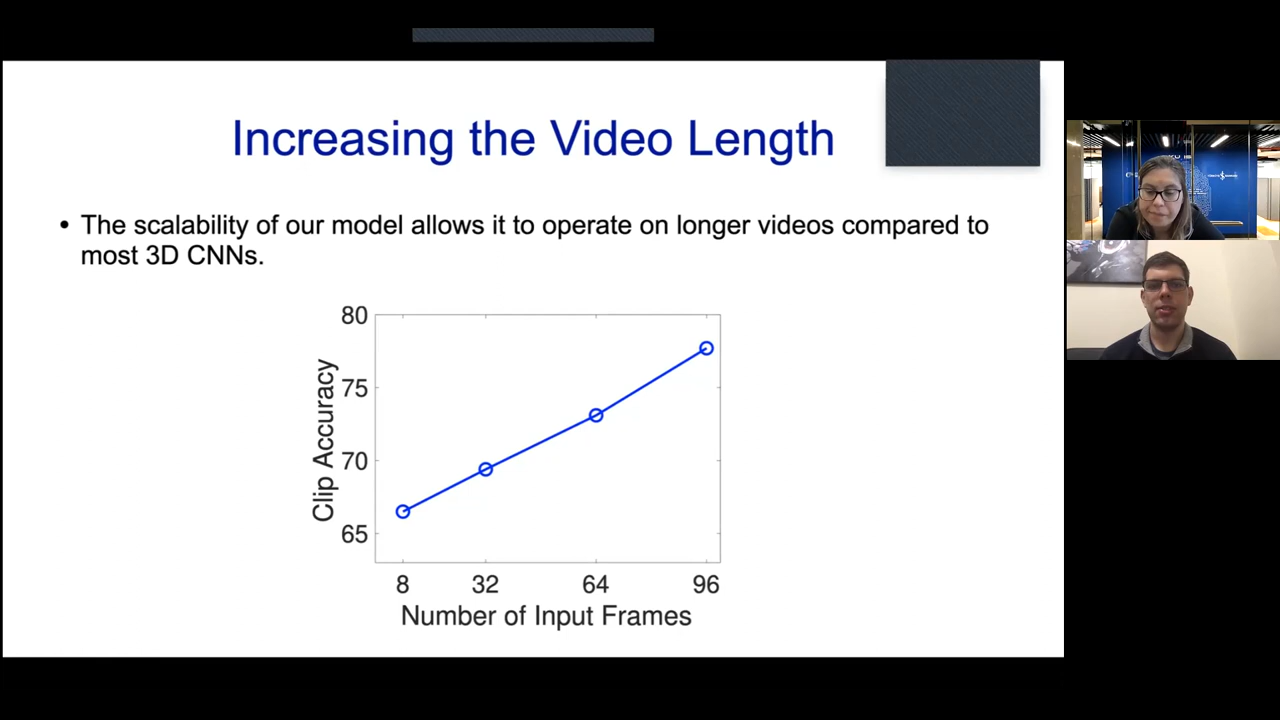 Increasing the Video Length
• The scalability of our model allows it to operate on longer videos compared to
most 3D CNNs.
80
75
70
65
Clip Accuracy
8 32 64 96
Number of Input Frames